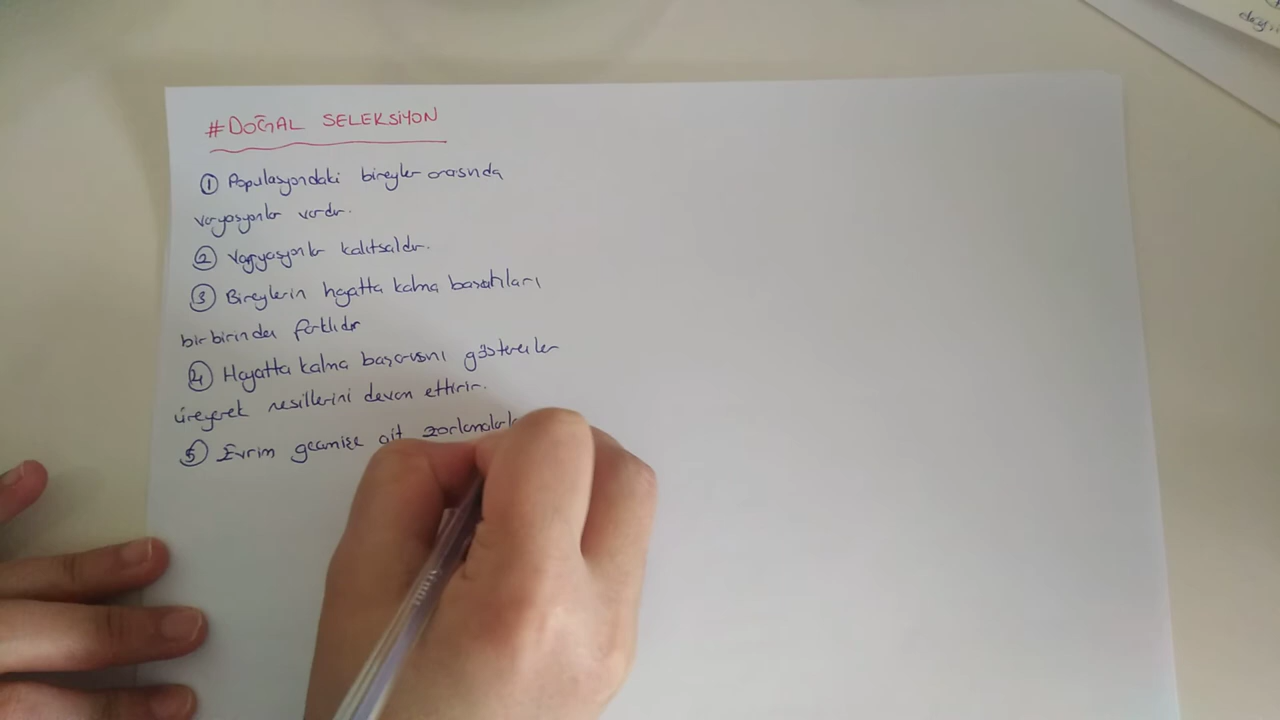 #DOĞAL SELEKSİYON
① Populasyondaki bireyler arasında
varyasyonlar vardır.
② Varyasyonlar kalıtsaldır.
③ Bireylerin hayatta kalma başarıları
birbirinden farklıdır
④ Hayatta kalma başarısını gösterenler
üreyerek nesillerini devam ettirir.
⑤ Evrim geçmişe ait